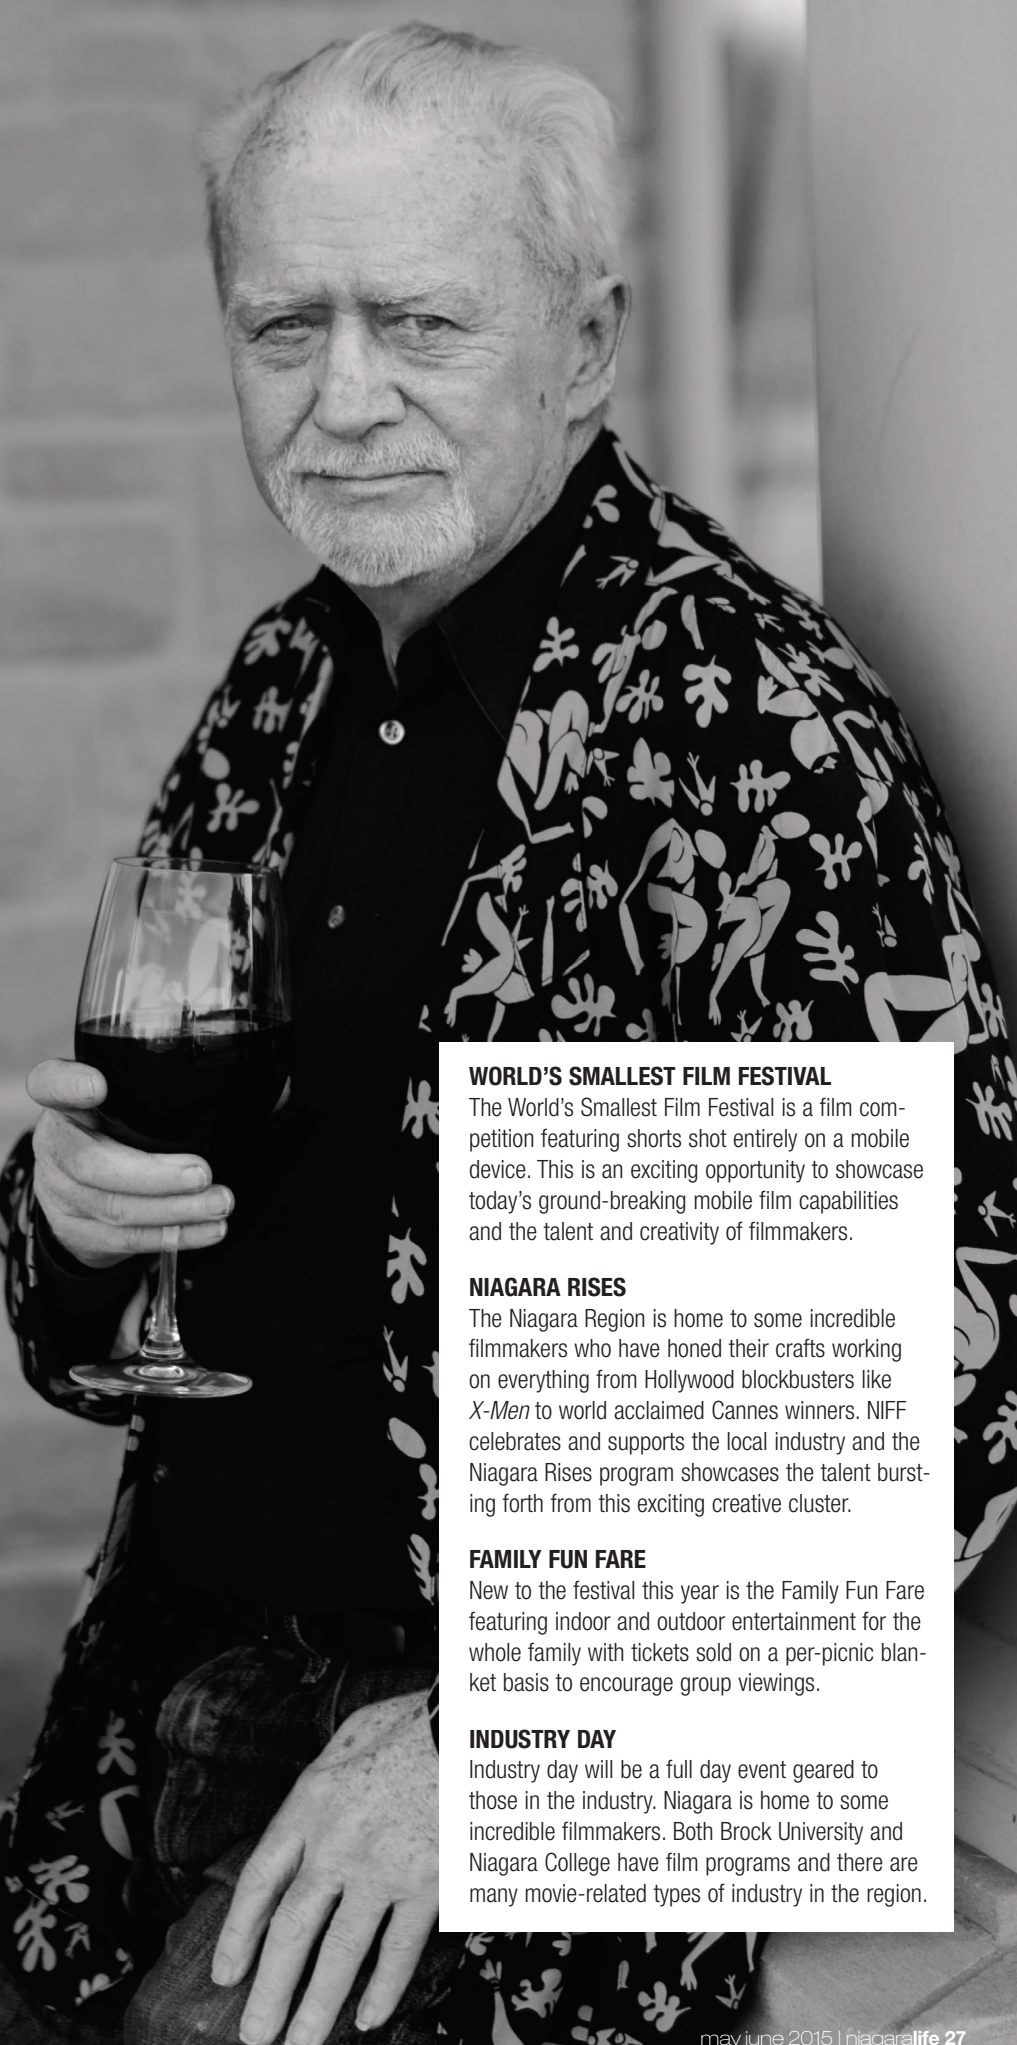 WORLD'S SMALLEST FILM FESTIVAL
The World's Smallest Film Festival is a film com-
petition featuring shorts shot entirely on a mobile
device. This is an exciting opportunity to showcase
today's ground-breaking mobile film capabilities
and the talent and creativity of filmmakers.
NIAGARA RISES
The Niagara Region is home to some incredible
filmmakers who have honed their crafts working
on everything from Hollywood blockbusters like
X-Men to world acclaimed Cannes winners. NIFF
celebrates and supports the local industry and the
Niagara Rises program showcases the talent burst-
ing forth from this exciting creative cluster.
FAMILY FUN FARE
New to the festival this year is the Family Fun Fare
featuring indoor and outdoor entertainment for the
whole family with tickets sold on a per-picnic blan-
ket basis to encourage group viewings.
INDUSTRY DAY
Industry day will be a full day event geared to
those in the industry. Niagara is home to some
incredible filmmakers. Both Brock University and
Niagara College have film programs and there are
many movie-related types of industry in the region.
may june 2015 | niagaralife 27